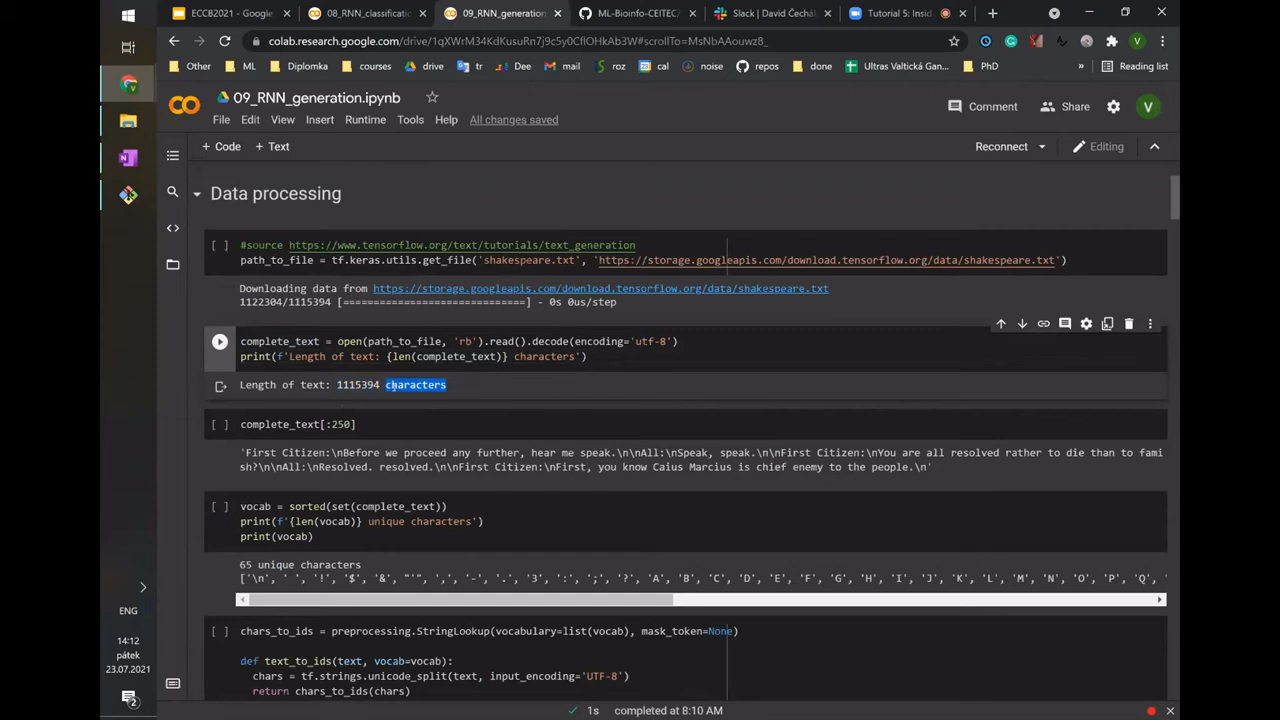 ECCB2021 - Google
08_RNN_classificatio
09_RNN_generation.
ML-Bioinfo-CEITEC/
Slack | David Čechál
Zoom Tutorial 5: Insid
colab.research.google.com/drive/1qXWrM34KdKusuRn7j9c5y0CflOHkAb3W#scrollTo=MsNbAAouwz8_
Other
ML
Diplomka
courses
drive
tr
Dee
mail
roz
cal
noise
repos
done
Ultras Valtická Gan...
PhD
»
Reading list
09_RNN_generation.ipynb
Comment
Share
V
File Edit View Insert Runtime Tools Help All changes saved
+ Code + Text
Reconnect
Editing
Data processing
[ ] #source https://www.tensorflow.org/text/tutorials/text_generation
path_to_file = tf.keras.utils.get_file('shakespeare.txt', 'https://storage.googleapis.com/download.tensorflow.org/data/shakespeare.txt')
Downloading data from https://storage.googleapis.com/download.tensorflow.org/data/shakespeare.txt
1122304/1115394 [==============================] - 0s 0us/step
complete_text = open(path_to_file, 'rb').read().decode(encoding='utf-8')
print(f'Length of text: {len(complete_text)} characters')
Length of text: 1115394 characters
[ ] complete_text[:250]
'First Citizen:\nBefore we proceed any further, hear me speak.\n\nAll:\nSpeak, speak.\n\nFirst Citizen:\nYou are all resolved rather to die than to fami
sh?\n\nAll:\nResolved. resolved.\n\nFirst Citizen:\nFirst, you know Caius Marcius is chief enemy to the people.\n'
[ ] vocab = sorted(set(complete_text))
print(f'{len(vocab)} unique characters')
print(vocab)
65 unique characters
['\n', ' ', '!', '$', '&', "'", ',', '-', '.', '3', ':', ';', '?', 'A', 'B', 'C', 'D', 'E', 'F', 'G', 'H', 'I', 'J', 'K', 'L', 'M', 'N', 'O', 'P', 'Q', '
[ ] chars_to_ids = preprocessing.StringLookup(vocabulary=list(vocab), mask_token=None)
def text_to_ids(text, vocab=vocab):
chars = tf.strings.unicode_split(text, input_encoding='UTF-8')
return chars_to_ids(chars)
1s completed at 8:10 AM
ENG
14:12
pátek
23.07.2021
2